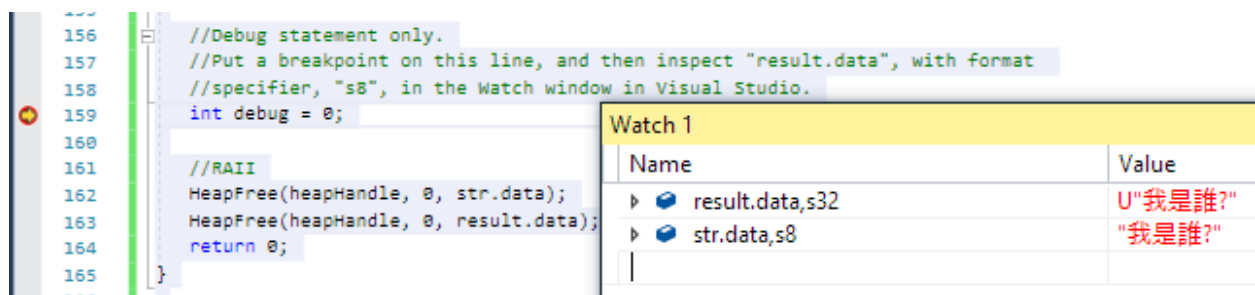 156 //Debug statement only.
157 //Put a breakpoint on this line, and then inspect "result.data", with format
158 //specifier, "s8", in the Watch window in Visual Studio.
159 int debug = 0;
160
161 //RAII
162 HeapFree(heapHandle, 0, str.data);
163 HeapFree(heapHandle, 0, result.data);
164 return 0;
165 }
Watch 1
Name Value
result.data,s32 U"我是誰?"
str.data,s8 "我是誰?"